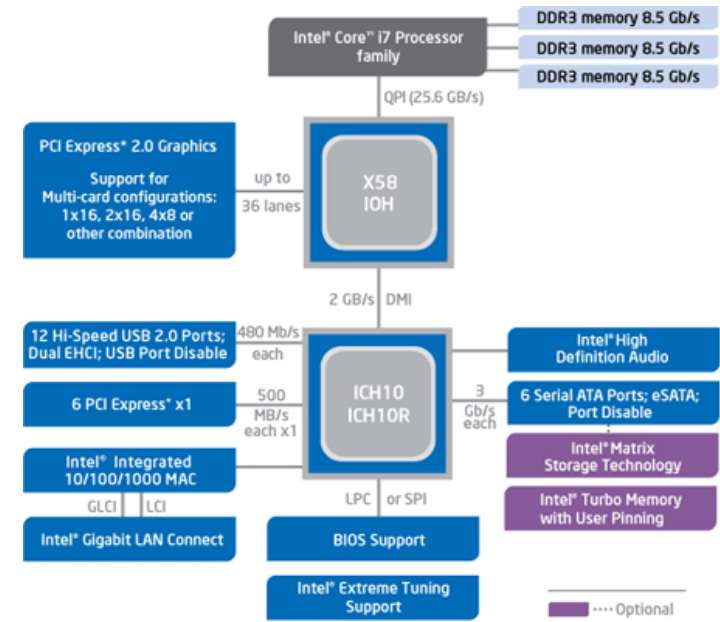 Intel® Core™ i7 Processor
family
DDR3 memory 8.5 Gb/s
DDR3 memory 8.5 Gb/s
DDR3 memory 8.5 Gb/s
QPI (25.6 GB/s)
PCI Express* 2.0 Graphics
Support for
Multi-card configurations:
1x16, 2x16, 4x8 or
other combination
up to
36 lanes
X58
IOH
2 GB/s DMI
12 Hi-Speed USB 2.0 Ports;
Dual EHCI; USB Port Disable
480 Mb/s
each
6 PCI Express* x1
500
MB/s
each x1
Intel® Integrated
10/100/1000 MAC
GLCI LCI
Intel® Gigabit LAN Connect
ICH10
ICH10R
Intel® High
Definition Audio
3
Gb/s
each
6 Serial ATA Ports; eSATA;
Port Disable
Intel® Matrix
Storage Technology
Intel® Turbo Memory
with User Pinning
LPC or SPI
BIOS Support
Intel® Extreme Tuning
Support
Optional